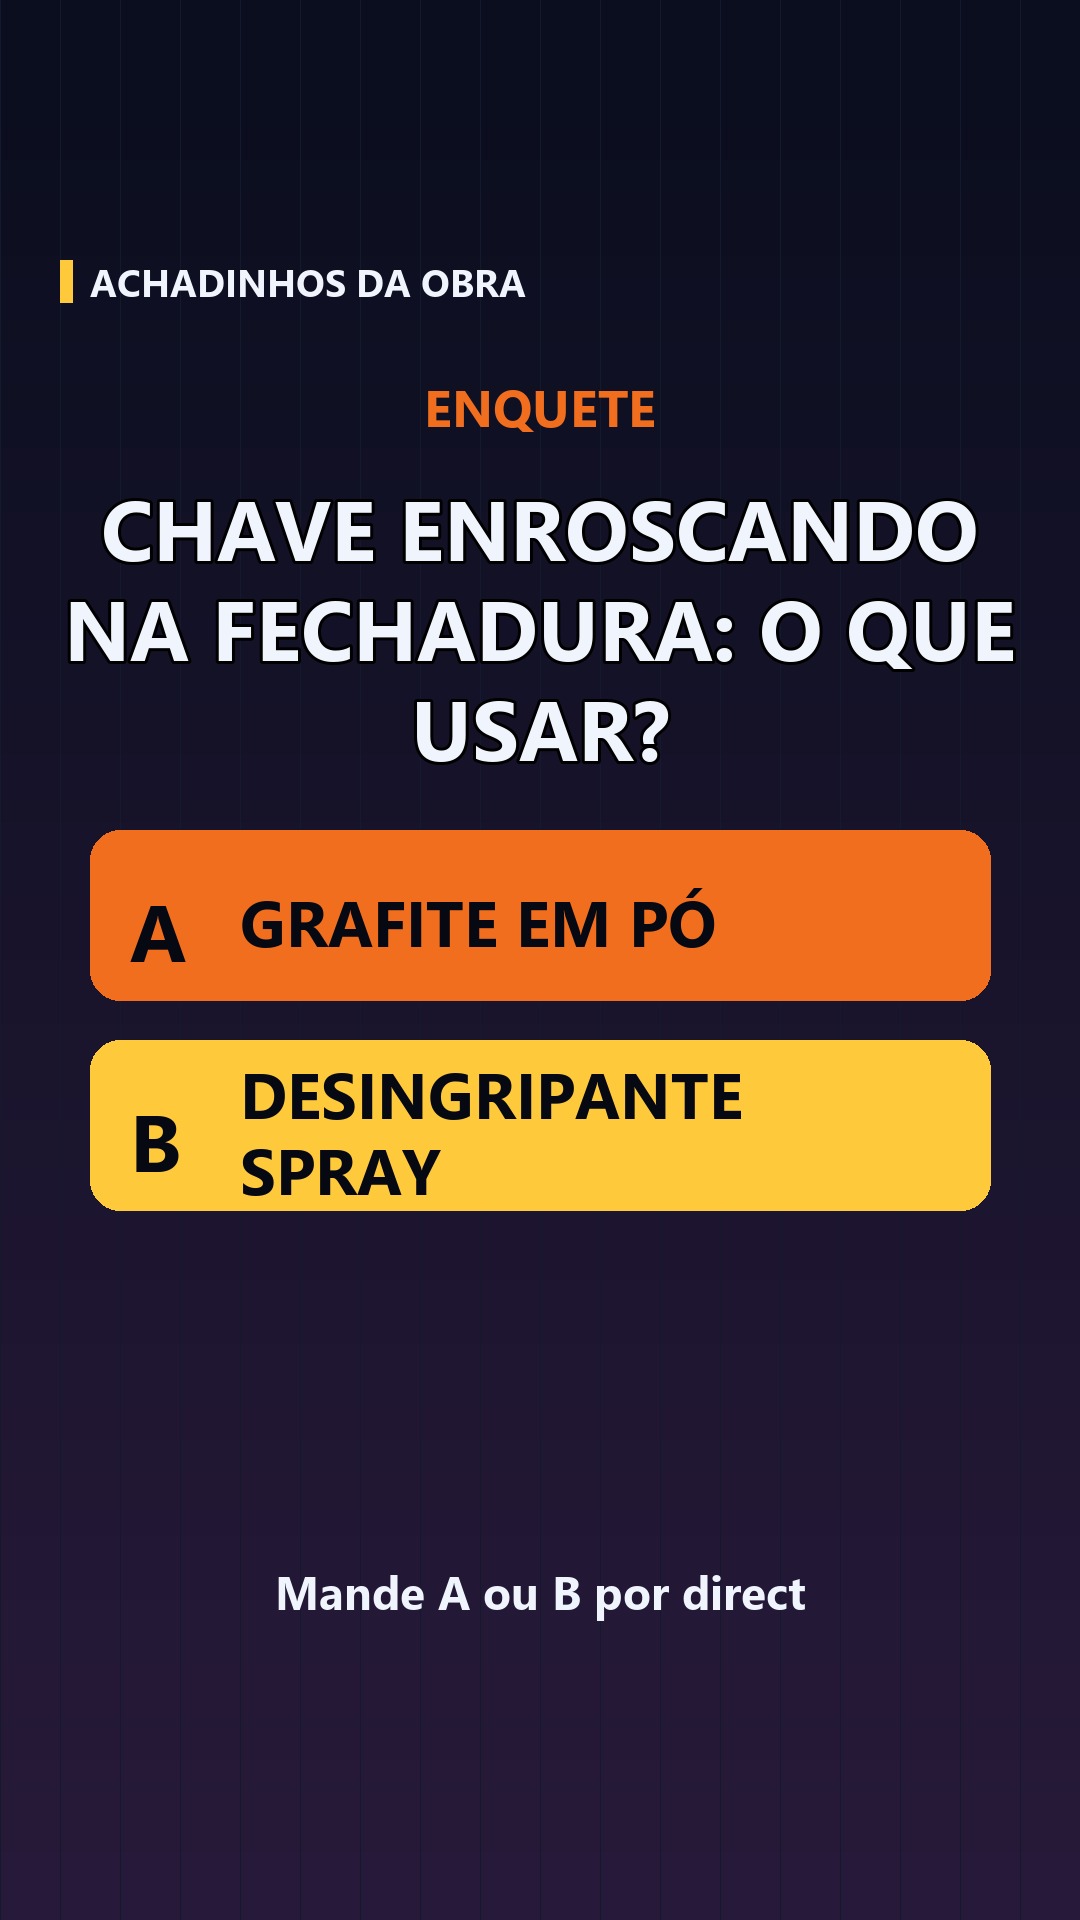 ACHADINHOS DA OBRA
ENQUETE
CHAVE ENROSCANDO
NA FECHADURA: O QUE
USAR?
A GRAFITE EM PÓ
B DESINGRIPANTE
SPRAY
Mande A ou B por direct